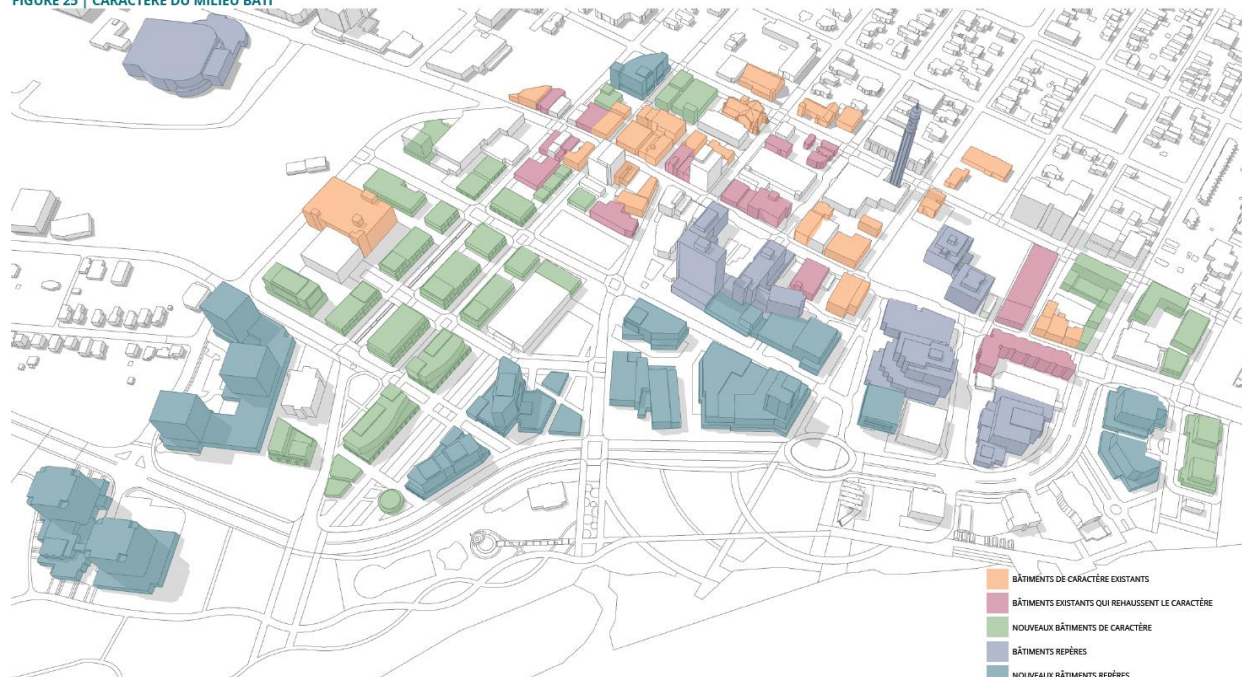 FIGURE 25 | CARACTÈRE DU MILIEU BÂTI
BÂTIMENTS DE CARACTÈRE EXISTANTS
BÂTIMENTS EXISTANTS QUI REHAUSSENT LE CARACTÈRE
NOUVEAUX BÂTIMENTS DE CARACTÈRE
BÂTIMENTS REPÈRES
NOUVEAUX BÂTIMENTS REPÈRES